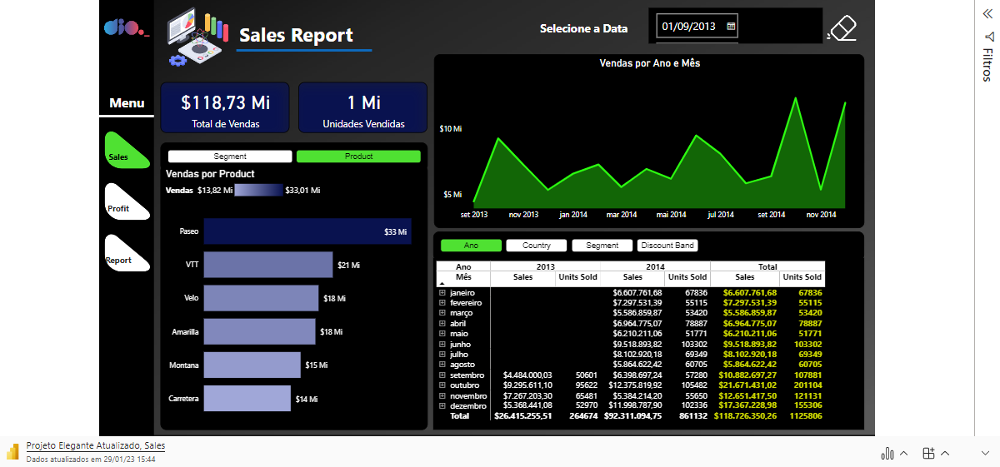 dio._
Sales Report
Selecione a Data
01/09/2013
Filtros
Menu
Sales
Profit
Report
$118,73 Mi
Total de Vendas
1 Mi
Unidades Vendidas
Segment
Product
Vendas por Product
Vendas $13,82 Mi $33,01 Mi
Paseo $33 Mi
VTT $21 Mi
Velo $18 Mi
Amarilla $18 Mi
Montana $15 Mi
Carretera $14 Mi
Vendas por Ano e Mês
$10 Mi
$5 Mi
set 2013 nov 2013 jan 2014 mar 2014 mai 2014 jul 2014 set 2014 nov 2014
Ano Country Segment Discount Band
Ano 2013 2014 Total
Mês Sales Units Sold Sales Units Sold Sales Units Sold
janeiro $6.607.761,68 67836 $6.607.761,68 67836
fevereiro $7.297.531,39 55115 $7.297.531,39 55115
março $5.586.859,87 53420 $5.586.859,87 53420
abril $6.964.775,07 78887 $6.964.775,07 78887
maio $6.210.211,06 51771 $6.210.211,06 51771
junho $9.518.893,82 103302 $9.518.893,82 103302
julho $8.102.920,18 69349 $8.102.920,18 69349
agosto $5.864.622,42 60705 $5.864.622,42 60705
setembro $4.484.000,03 50601 $6.398.697,24 57280 $10.882.697,27 107881
outubro $9.295.611,10 95622 $12.375.819,92 105482 $21.671.431,02 201104
novembro $7.267.203,30 65481 $5.384.214,20 55650 $12.651.417,50 121131
dezembro $5.368.441,08 52970 $11.998.787,90 102336 $17.367.228,98 155306
Total $26.415.255,51 264674 $92.311.094,75 861132 $118.726.350,26 1125806
Projeto Elegante Atualizado, Sales
Dados atualizados em 29/01/23 15:44